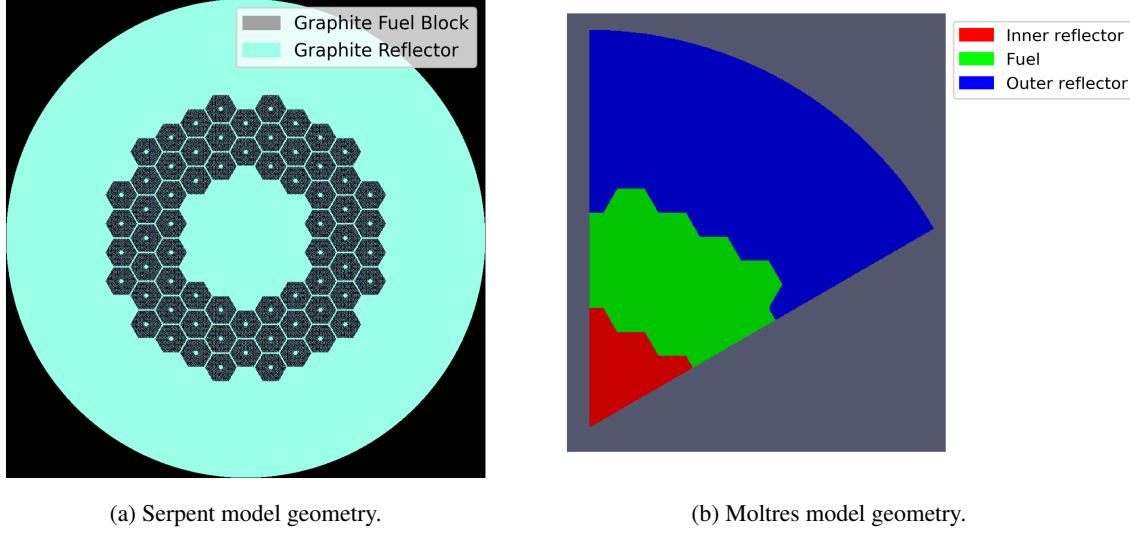 Graphite Fuel Block
Graphite Reflector
Inner reflector
Fuel
Outer reflector
(a) Serpent model geometry.
(b) Moltres model geometry.